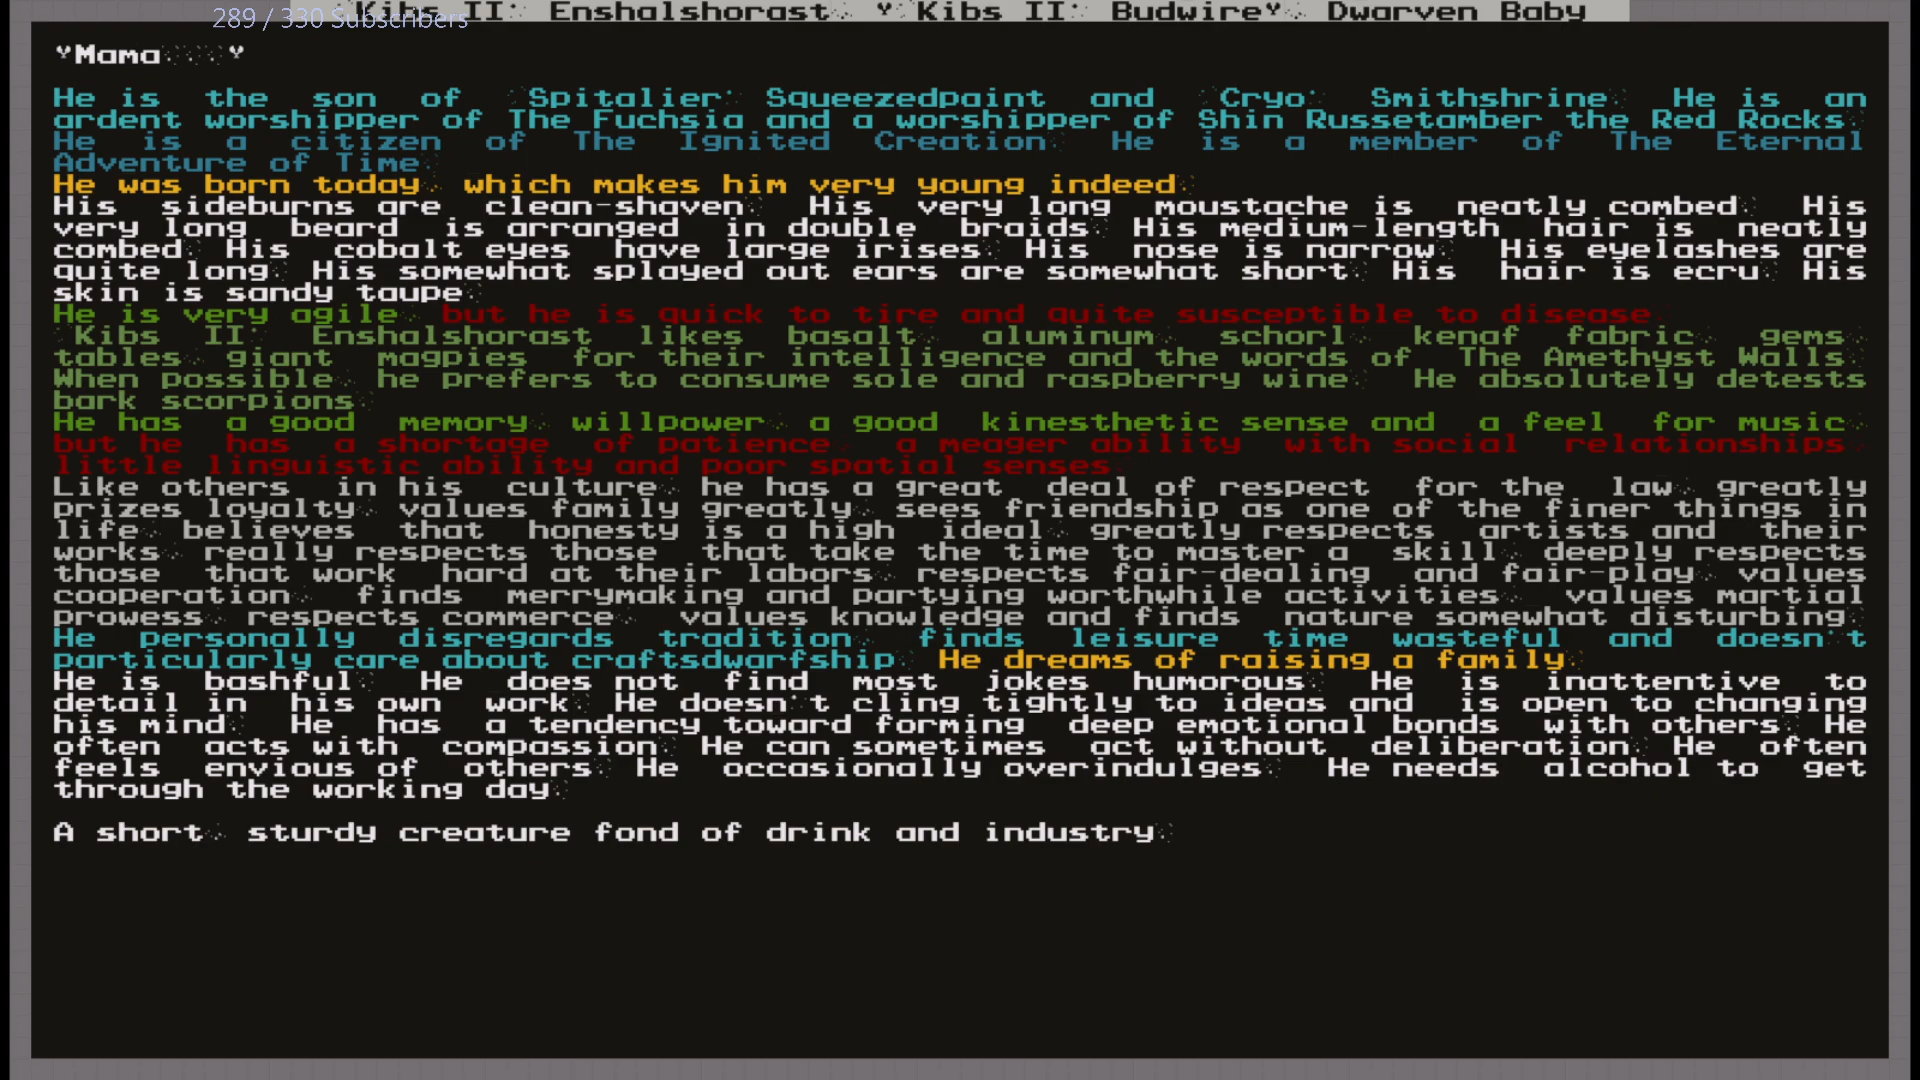 289 / 330 Subscribers
Kibs II: Enshalshorast, "Kibs II: Budwire", Dwarven Baby
"Mama..."
He is the son of 'Spitalier' Squeezedpaint and 'Cryo' Smithshrine. He is an
ardent worshipper of The Fuchsia and a worshipper of Shin Russetamber the Red Rocks.
He is a citizen of The Ignited Creation. He is a member of The Eternal
Adventure of Time.
He was born today, which makes him very young indeed.
His sideburns are clean-shaven. His very long moustache is neatly combed. His
very long beard is arranged in double braids. His medium-length hair is neatly
combed. His cobalt eyes have large irises. His nose is narrow. His eyelashes are
quite long. His somewhat splayed out ears are somewhat short. His hair is ecru. His
skin is sandy taupe.
He is very agile, but he is quick to tire and quite susceptible to disease.
'Kibs II' Enshalshorast likes basalt, aluminum, schorl, kenaf fabric, gems,
tables, giant magpies for their intelligence and the words of The Amethyst Walls.
When possible, he prefers to consume sole and raspberry wine. He absolutely detests
bark scorpions.
He has a good memory, willpower, a good kinesthetic sense and a feel for music,
but he has a shortage of patience, a meager ability with social relationships,
little linguistic ability and poor spatial senses.
Like others in his culture, he has a great deal of respect for the law, greatly
prizes loyalty, values family greatly, sees friendship as one of the finer things in
life, believes that honesty is a high ideal, greatly respects artists and their
works, really respects those that take the time to master a skill, deeply respects
those that work hard at their labors, respects fair-dealing and fair-play, values
cooperation, finds merrymaking and partying worthwhile activities, values martial
prowess, respects commerce, values knowledge and finds nature somewhat disturbing.
He personally disregards tradition, finds leisure time wasteful and doesn't
particularly care about craftsdwarfship. He dreams of raising a family.
He is bashful. He does not find most jokes humorous. He is inattentive to
detail in his own work. He doesn't cling tightly to ideas and is open to changing
his mind. He has a tendency toward forming deep emotional bonds with others. He
often acts with compassion. He can sometimes act without deliberation. He often
feels envious of others. He occasionally overindulges. He needs alcohol to get
through the working day.
A short, sturdy creature fond of drink and industry.